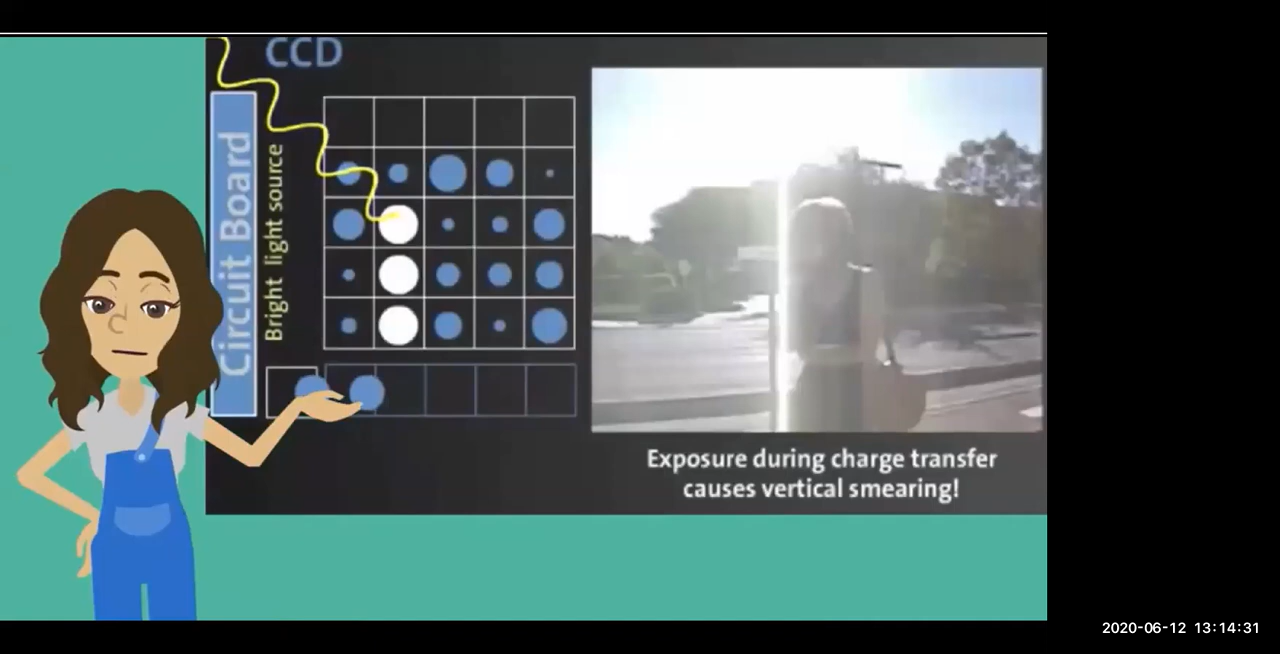 CCD
Circuit Board
Bright light source
Exposure during charge transfer
causes vertical smearing!
2020-06-12 13:14:31